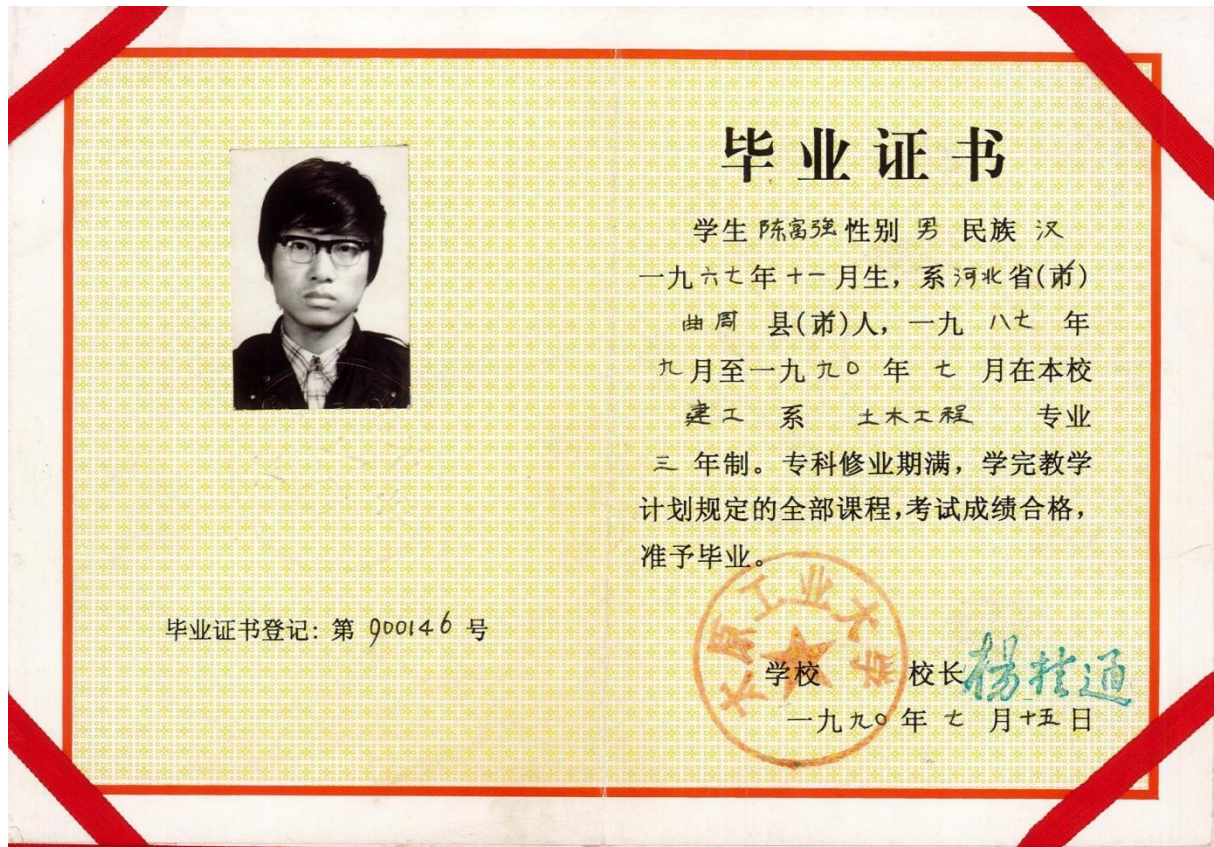 毕业证书
学生 陈富强 性别 男 民族 汉
一九六七年十一月生，系河北省(市)
曲周 县(市)人，一九 八七 年
九月至一九九〇 年 七 月在本校
建工 系 土木工程 专业
三 年制。专科修业期满，学完教学
计划规定的全部课程，考试成绩合格，
准予毕业。
太原工业大学
学校 校长 杨桂通
一九九〇年 七 月十五日
毕业证书登记: 第 900146 号